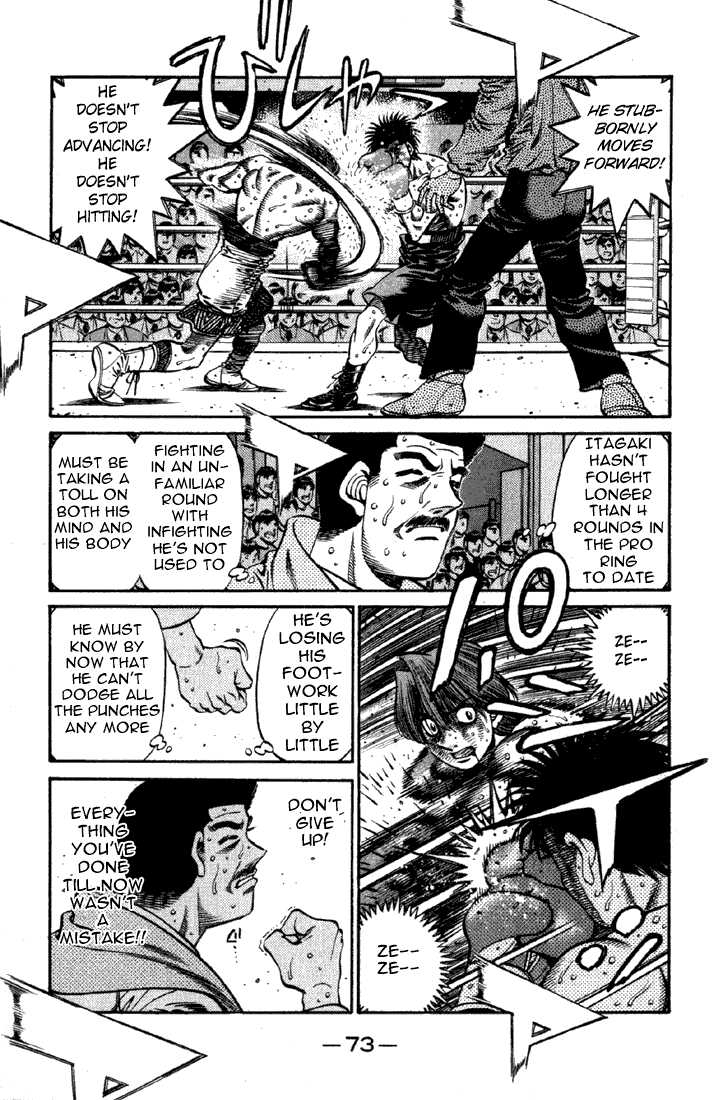 びしゃ
HE STUB-
BORNLY
MOVES
FORWARD!
HE
DOESN'T
STOP
ADVANCING!
HE
DOESN'T
STOP
HITTING!
ITAGAKI
HASN'T
FOUGHT
LONGER
THAN 4
ROUNDS IN
THE PRO
RING
TO DATE
FIGHTING
IN AN UN-
FAMILIAR
ROUND
WITH
INFIGHTING
HE'S NOT
USED TO
MUST BE
TAKING A
TOLL ON
BOTH HIS
MIND AND
HIS BODY
ZE--
ZE--
HE'S
LOSING
HIS
FOOT-
WORK
LITTLE
BY
LITTLE
HE MUST
KNOW BY
NOW THAT
HE CAN'T
DODGE ALL
THE PUNCHES
ANY MORE
ZE--
ZE--
DON'T
GIVE
UP!
EVERY-
THING
YOU'VE
DONE
TILL NOW
WASN'T
A
MISTAKE!!
—73—